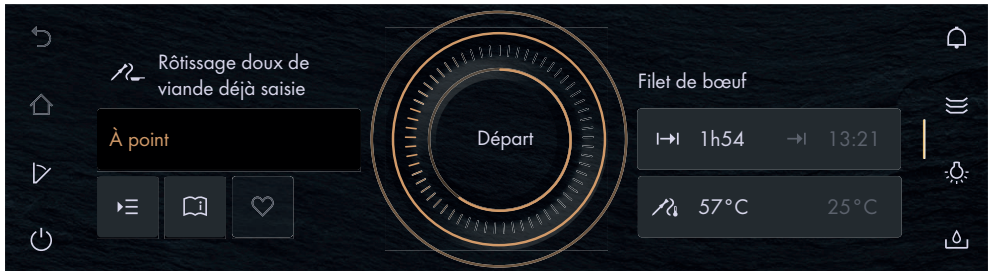 Rôtissage doux de
viande déjà saisie
À point
Départ
Filet de bœuf
1h54 13:21
57°C 25°C